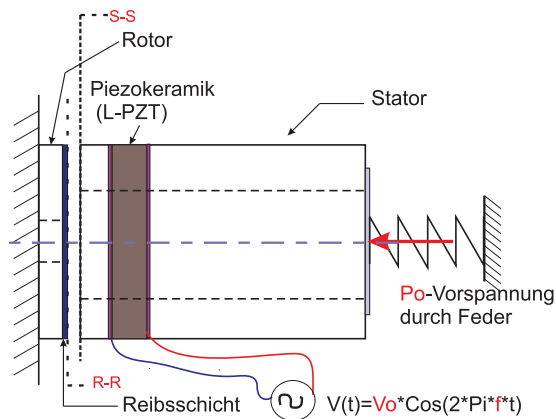 S-S
Rotor
Piezokeramik
(L-PZT)
Stator
Po-Vorspannung
durch Feder
R-R
Reibsschicht
V(t)=Vo*Cos(2*Pi*f*t)